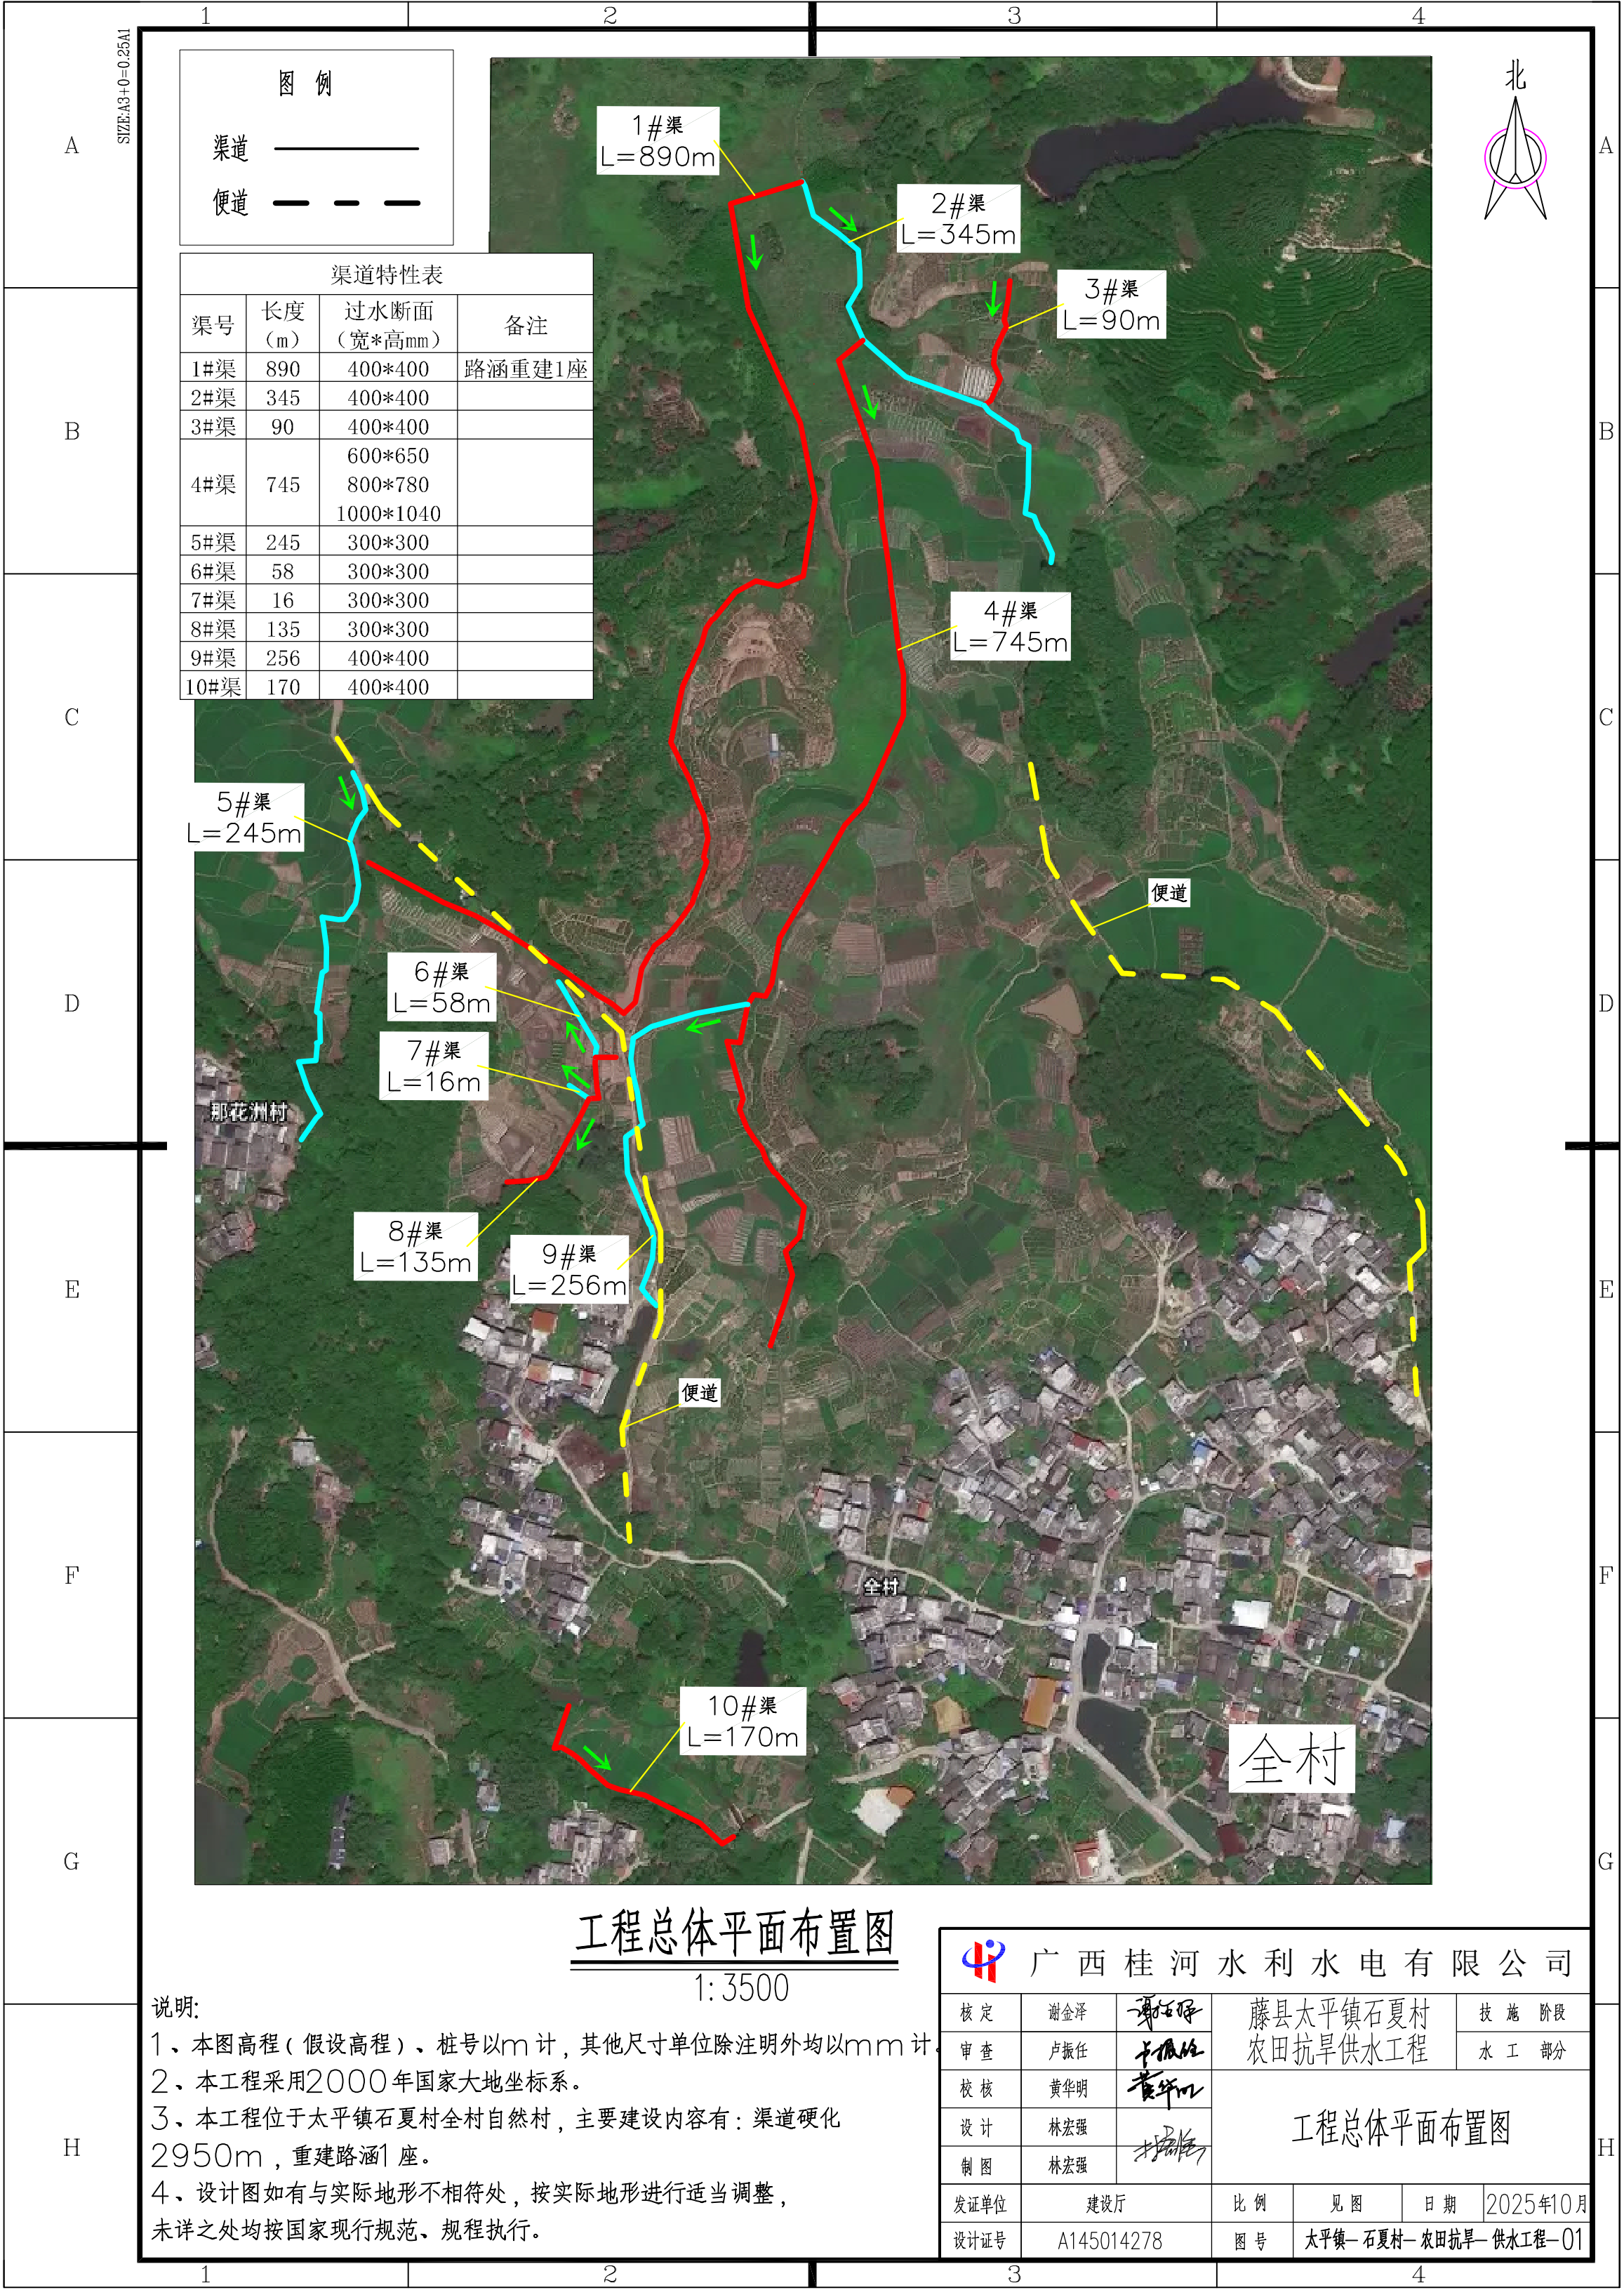 1 2 3 4
SIZE:A3+0=0.25A1
A
B
C
D
E
F
G
H
图 例
渠道
便道
渠道特性表
渠号 长度(m) 过水断面(宽*高mm) 备注
1#渠 890 400*400 路涵重建1座
2#渠 345 400*400
3#渠 90 400*400
4#渠 745 600*650 800*780 1000*1040
5#渠 245 300*300
6#渠 58 300*300
7#渠 16 300*300
8#渠 135 300*300
9#渠 256 400*400
10#渠 170 400*400
北
1#渠
L=890m
2#渠
L=345m
3#渠
L=90m
4#渠
L=745m
5#渠
L=245m
便道
6#渠
L=58m
7#渠
L=16m
那花洲村
8#渠
L=135m
9#渠
L=256m
便道
全村
10#渠
L=170m
全村
A
B
C
D
E
F
G
H
工程总体平面布置图
1:3500
说明:
1、本图高程(假设高程)、桩号以m计,其他尺寸单位除注明外均以mm计。
2、本工程采用2000年国家大地坐标系。
3、本工程位于太平镇石夏村全村自然村,主要建设内容有:渠道硬化
2950m,重建路涵1座。
4、设计图如有与实际地形不相符处,按实际地形进行适当调整,
未详之处均按国家现行规范、规程执行。
广西桂河水利水电有限公司
核定 谢金泽
审查 卢振任 卢振任
校核 黄华明 黄华明
设计 林宏强
制图 林宏强
藤县太平镇石夏村
农田抗旱供水工程
技施 阶段
水工 部分
工程总体平面布置图
发证单位 建设厅 比例 见图 日期 2025年10月
设计证号 A145014278 图号 太平镇—石夏村—农田抗旱—供水工程—01
1 2 3 4